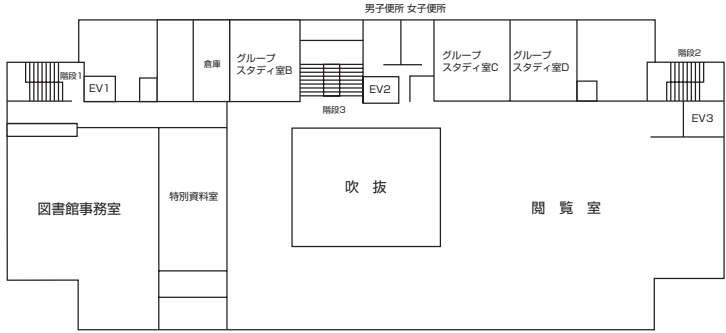 男子便所 女子便所
階段1
EV1
倉庫
グループ
スタディ室B
階段3
EV2
グループ
スタディ室C
グループ
スタディ室D
階段2
EV3
図書館事務室
特別資料室
吹 抜
閲 覧 室